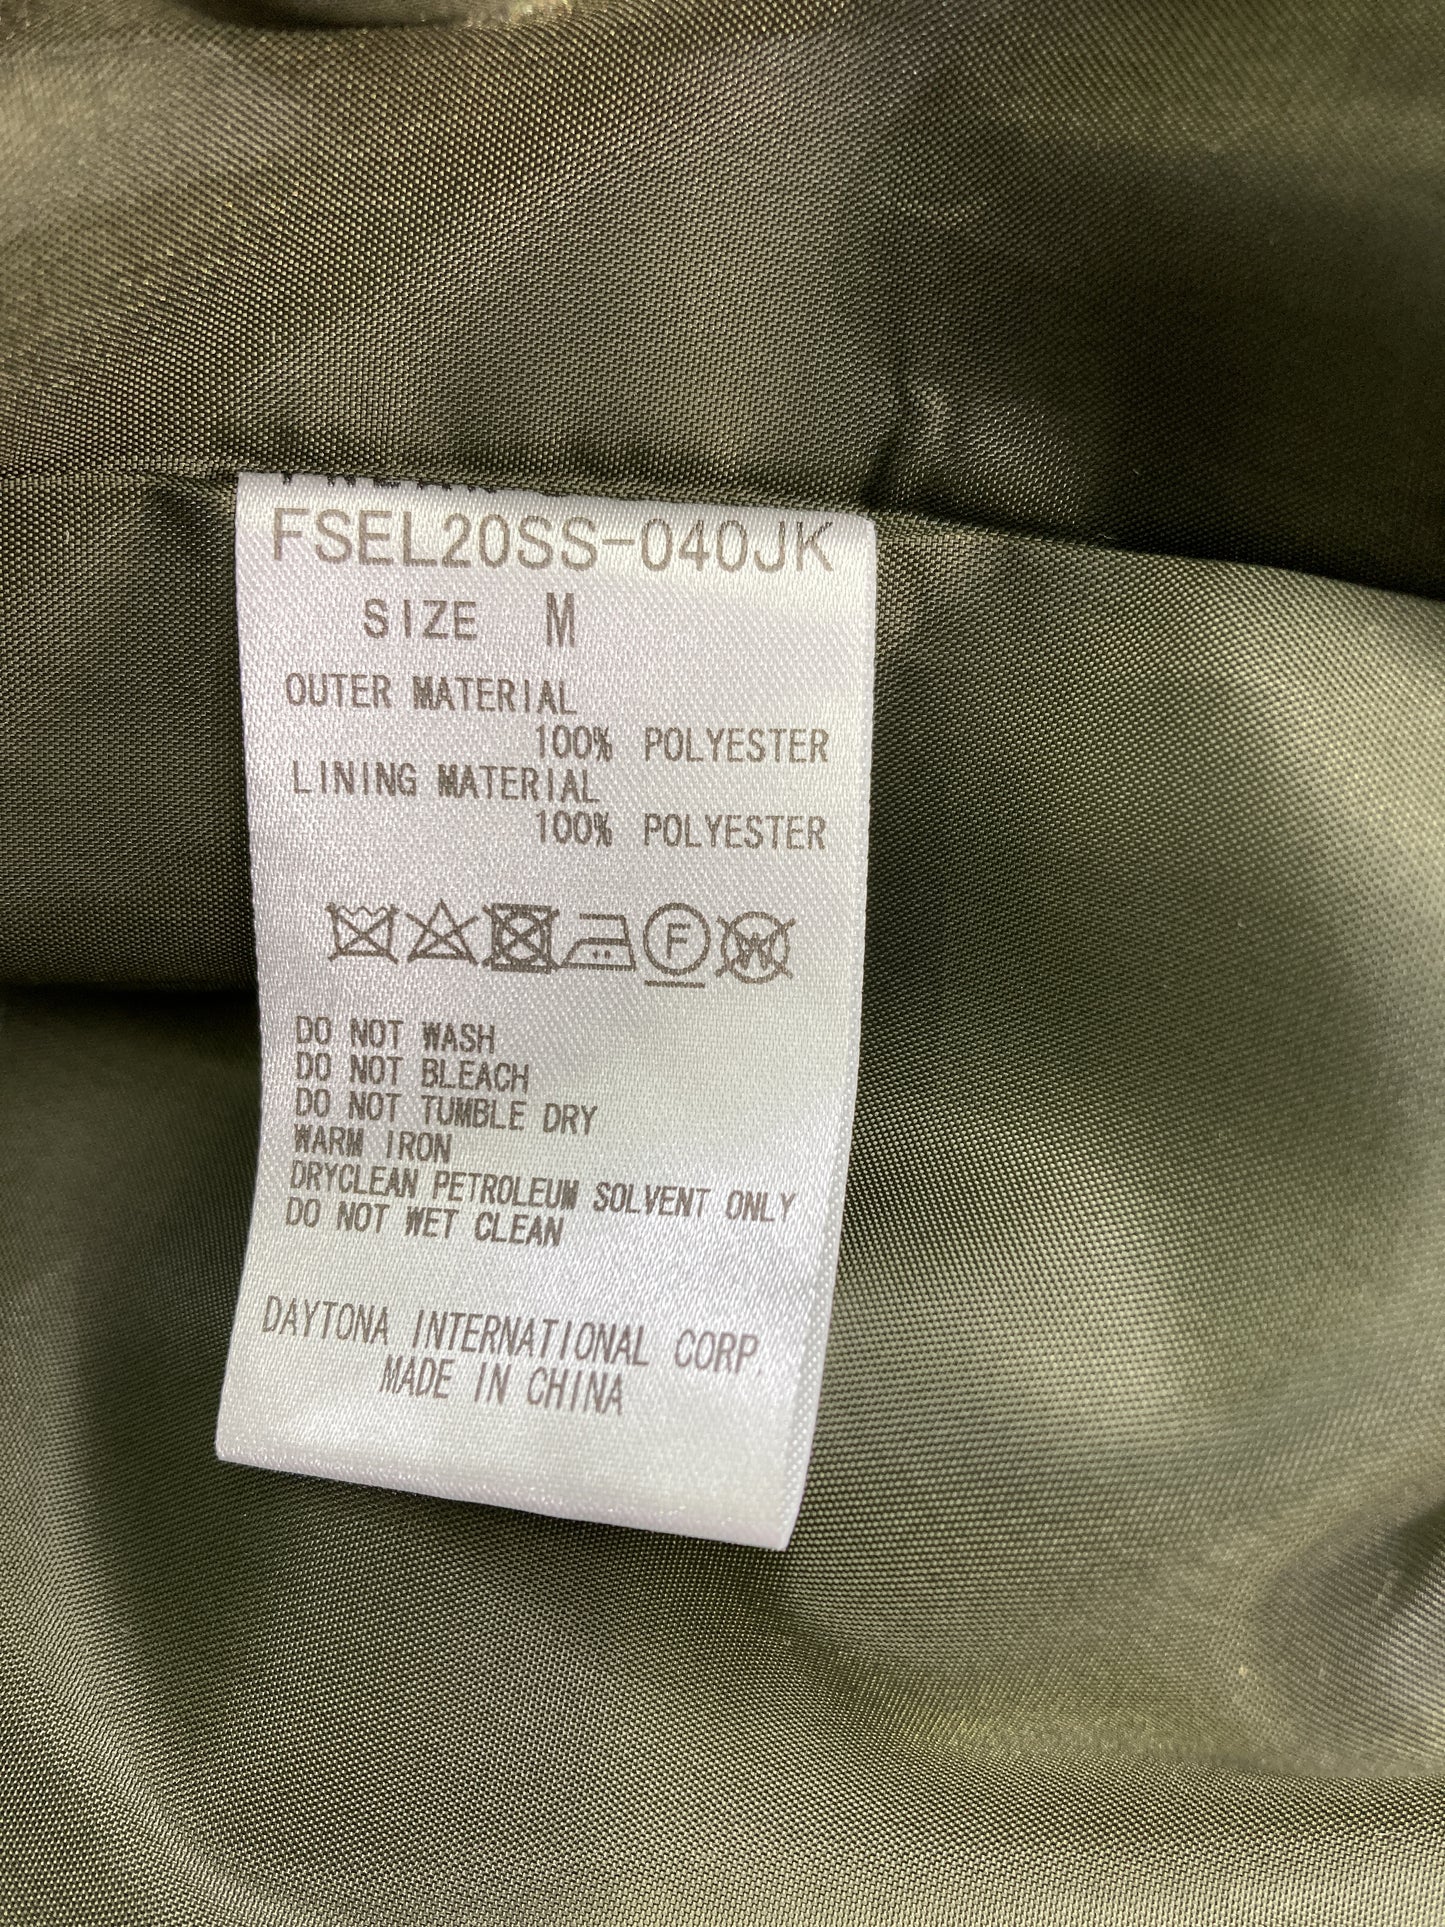 FSEL20SS-040JK
SIZE M
OUTER MATERIAL
100% POLYESTER
LINING MATERIAL
100% POLYESTER
F W
DO NOT WASH
DO NOT BLEACH
DO NOT TUMBLE DRY
WARM IRON
DRYCLEAN PETROLEUM SOLVENT ONLY
DO NOT WET CLEAN
DAYTONA INTERNATIONAL CORP.
MADE IN CHINA